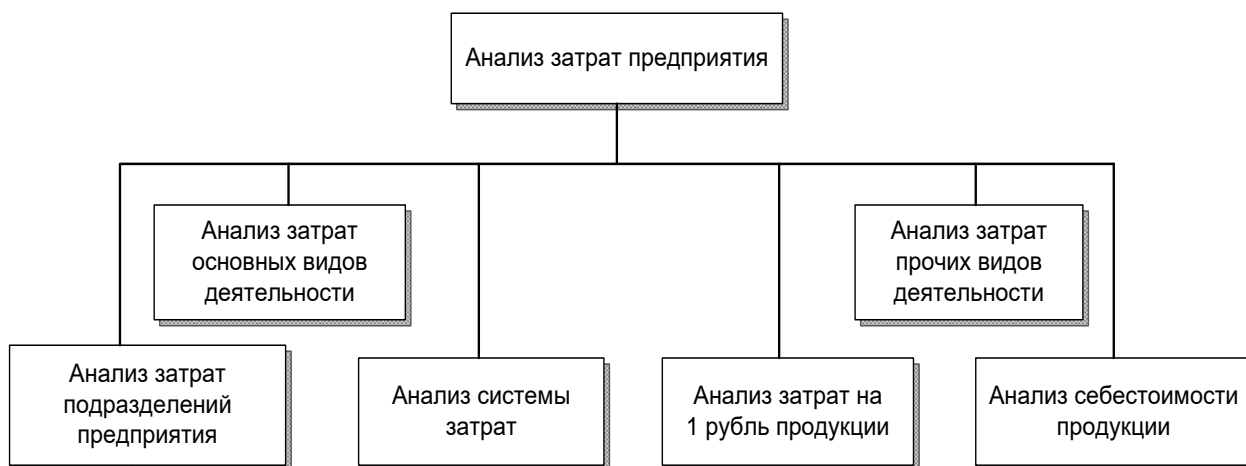 Анализ затрат предприятия
Анализ затрат
основных видов
деятельности
Анализ затрат
прочих видов
деятельности
Анализ затрат
подразделений
предприятия
Анализ системы
затрат
Анализ затрат на
1 рубль продукции
Анализ себестоимости
продукции